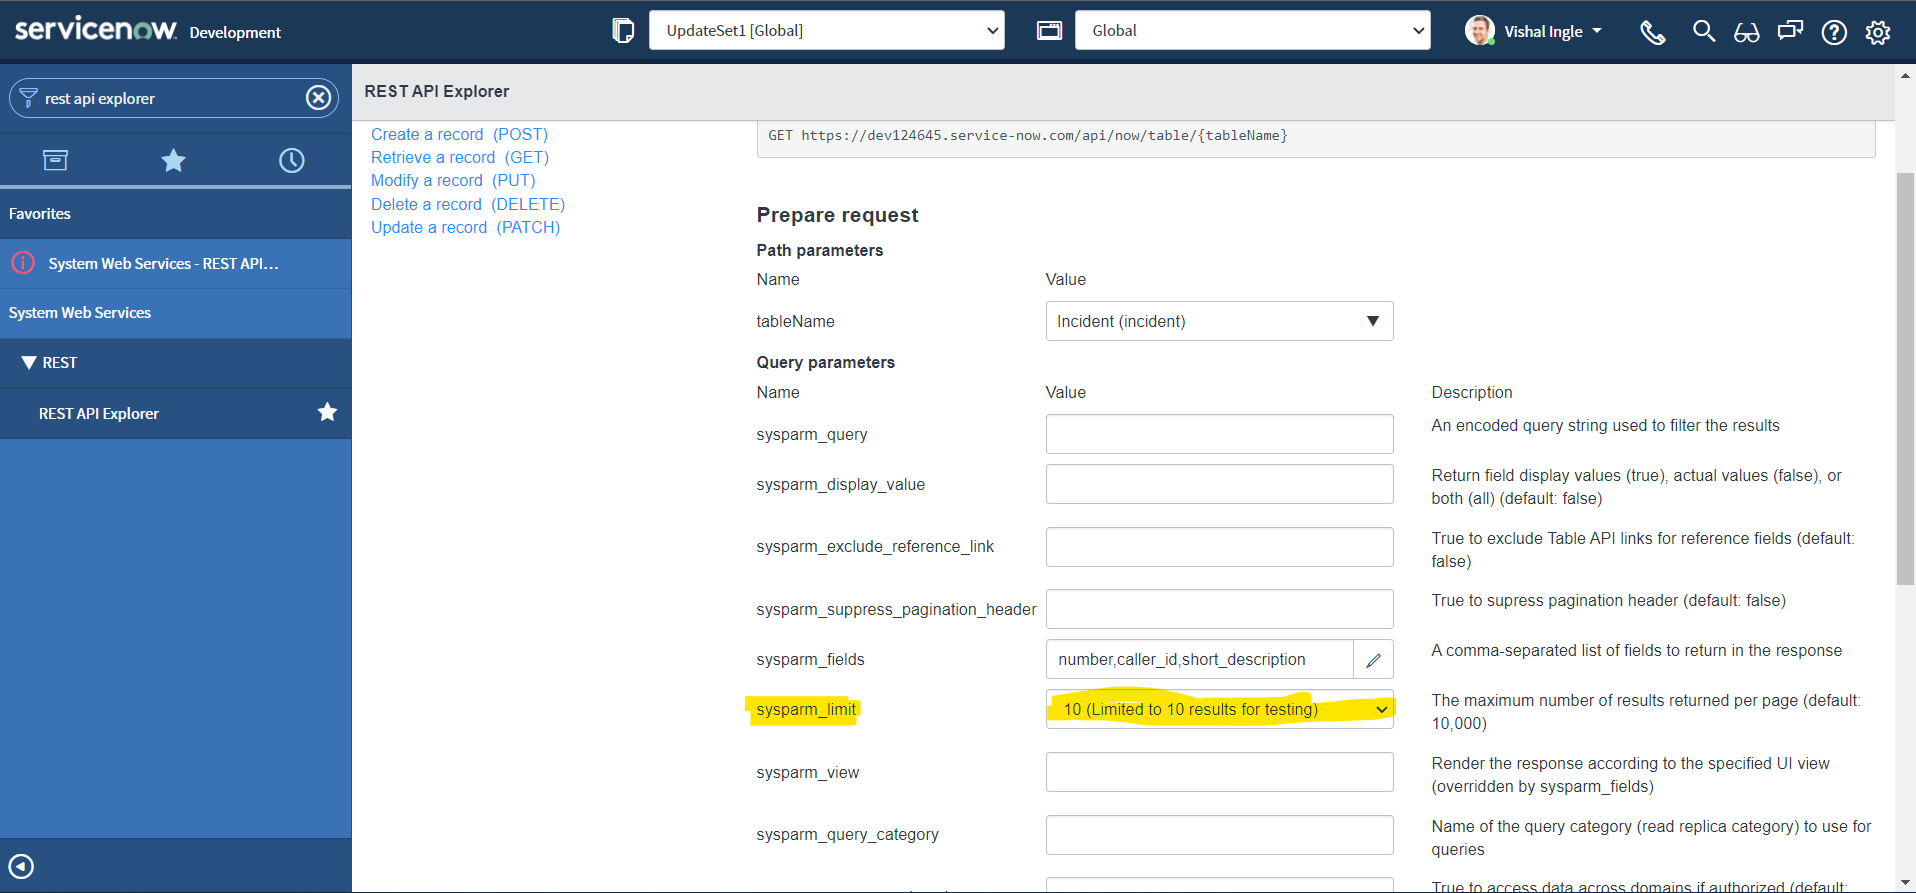 servicenow. Development
UpdateSet1 [Global]
Global
Vishal Ingle
rest api explorer
Favorites
System Web Services - REST API...
System Web Services
REST
REST API Explorer
REST API Explorer
Create a record (POST)
Retrieve a record (GET)
Modify a record (PUT)
Delete a record (DELETE)
Update a record (PATCH)
GET https://dev124645.service-now.com/api/now/table/{tableName}
Prepare request
Path parameters
Name Value
tableName Incident (incident)
Query parameters
Name Value Description
sysparm_query An encoded query string used to filter the results
sysparm_display_value Return field display values (true), actual values (false), or
both (all) (default: false)
sysparm_exclude_reference_link True to exclude Table API links for reference fields (default:
false)
sysparm_suppress_pagination_header True to supress pagination header (default: false)
sysparm_fields number,caller_id,short_description A comma-separated list of fields to return in the response
sysparm_limit 10 (Limited to 10 results for testing) The maximum number of results returned per page (default:
10,000)
sysparm_view Render the response according to the specified UI view
(overridden by sysparm_fields)
sysparm_query_category Name of the query category (read replica category) to use for
queries
True to access data across domains if authorized (default: